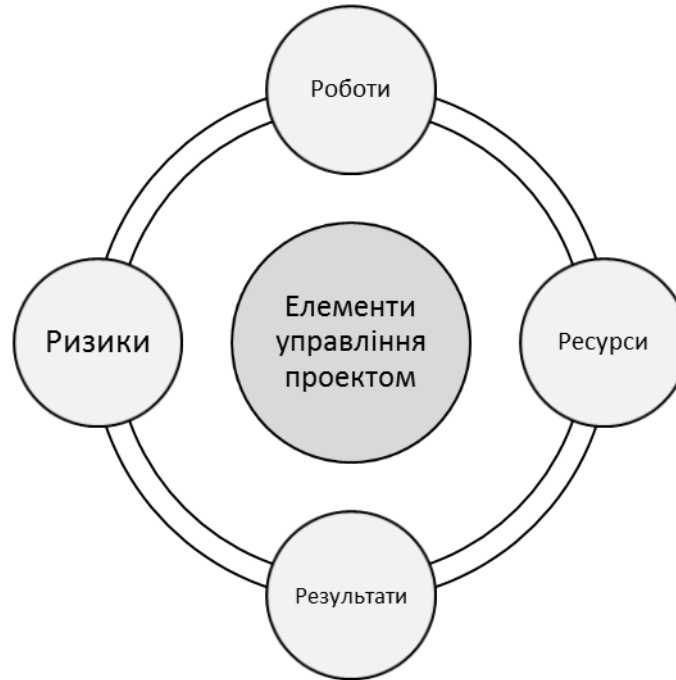 Роботи
Елементи
управління
проектом
Ризики
Ресурси
Результати